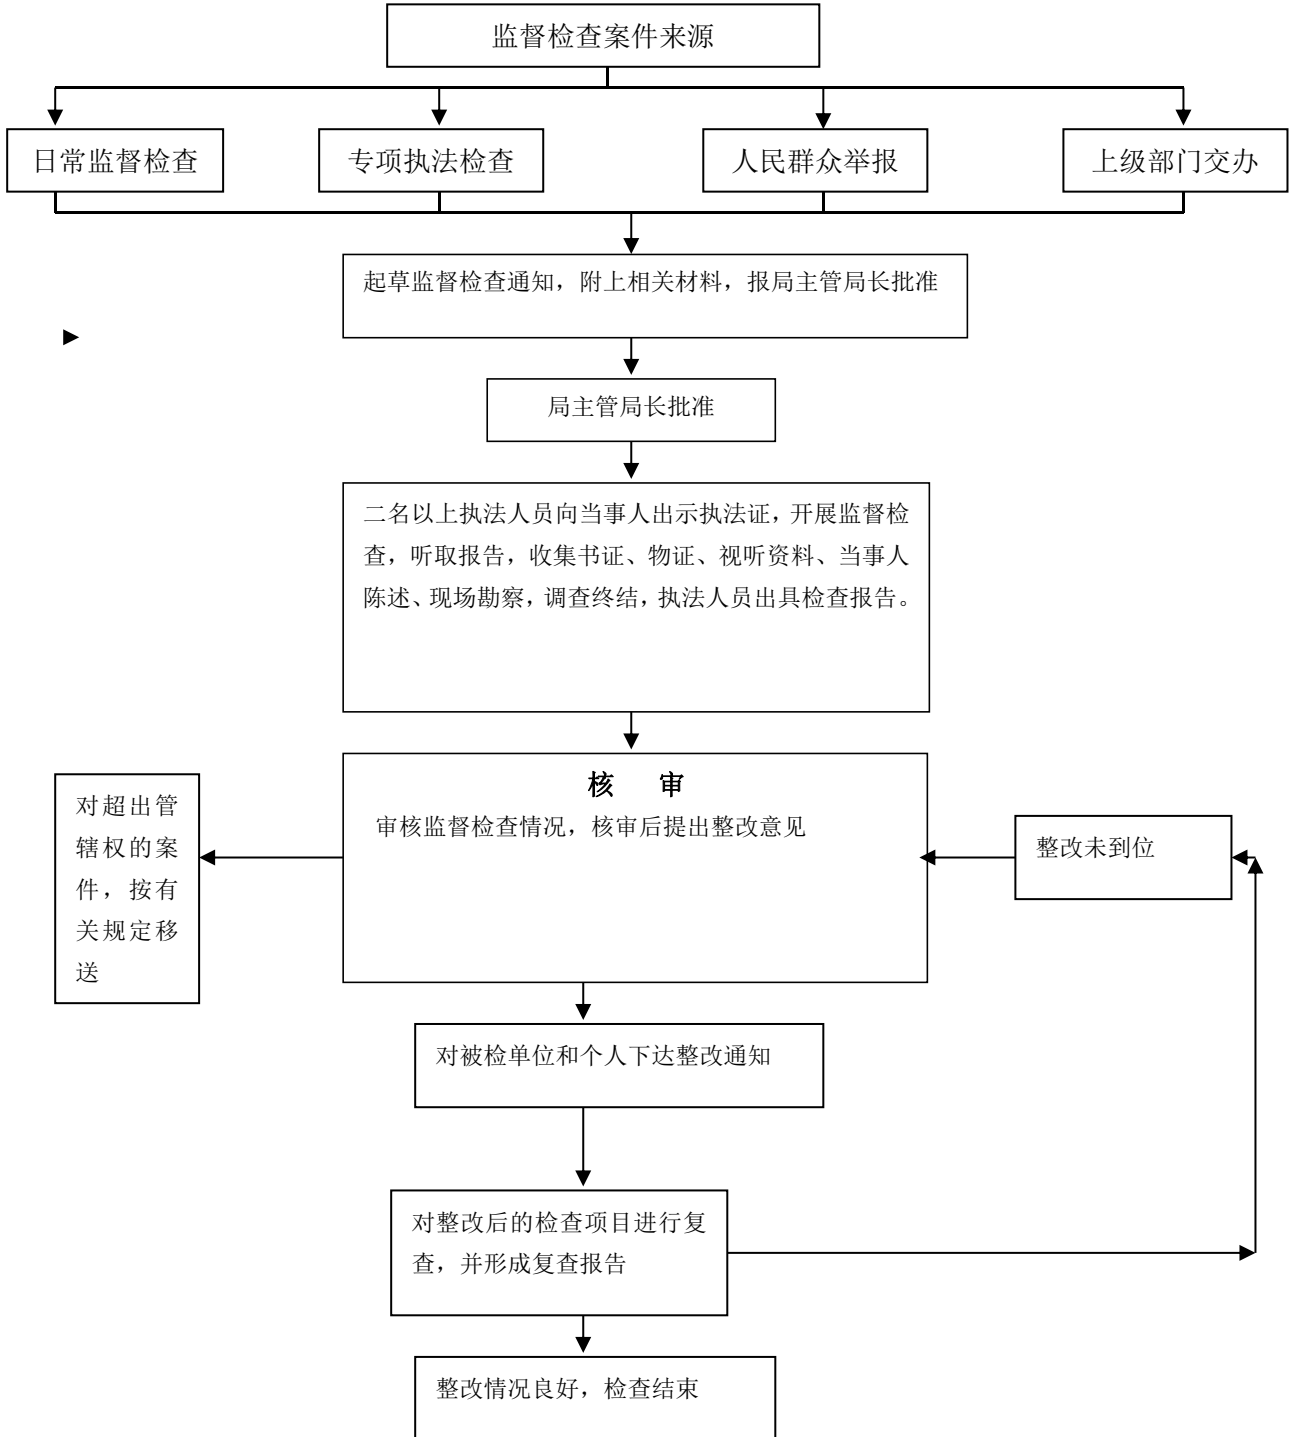 监督检查案件来源
日常监督检查
专项执法检查
人民群众举报
上级部门交办
起草监督检查通知，附上相关材料，报局主管局长批准
局主管局长批准
二名以上执法人员向当事人出示执法证，开展监督检
查，听取报告，收集书证、物证、视听资料、当事人
陈述、现场勘察，调查终结，执法人员出具检查报告。
核 审
审核监督检查情况，核审后提出整改意见
对超出管
辖权的案
件，按有
关规定移
送
整改未到位
对被检单位和个人下达整改通知
对整改后的检查项目进行复
查，并形成复查报告
整改情况良好，检查结束